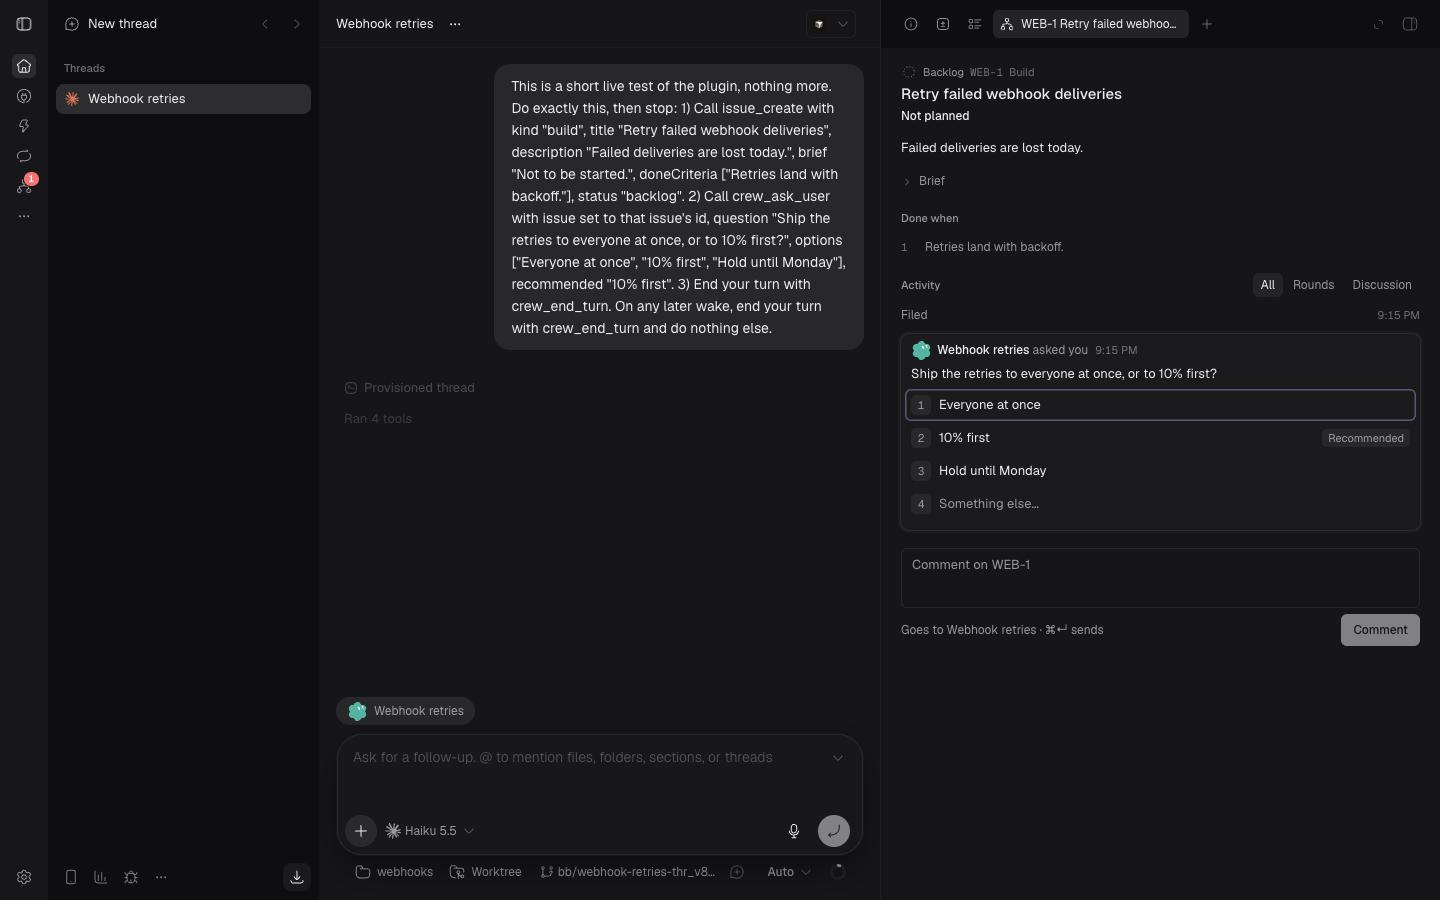 New thread
Threads
Webhook retries
1
Webhook retries
This is a short live test of the plugin, nothing more.
Do exactly this, then stop: 1) Call issue_create with
kind "build", title "Retry failed webhook deliveries",
description "Failed deliveries are lost today.", brief
"Not to be started.", doneCriteria ["Retries land with
backoff."], status "backlog". 2) Call crew_ask_user
with issue set to that issue's id, question "Ship the
retries to everyone at once, or to 10% first?", options
["Everyone at once", "10% first", "Hold until Monday"],
recommended "10% first". 3) End your turn with
crew_end_turn. On any later wake, end your turn
with crew_end_turn and do nothing else.
Provisioned thread
Ran 4 tools
Webhook retries
Ask for a follow-up. @ to mention files, folders, sections, or threads
Haiku 5.5
webhooks
Worktree
bb/webhook-retries-thr_v8…
Auto
WEB-1 Retry failed webhoo…
Backlog WEB-1 Build
Retry failed webhook deliveries
Not planned
Failed deliveries are lost today.
Brief
Done when
1 Retries land with backoff.
Activity
All Rounds Discussion
Filed 9:15 PM
Webhook retries asked you 9:15 PM
Ship the retries to everyone at once, or to 10% first?
1 Everyone at once
2 10% first Recommended
3 Hold until Monday
4 Something else…
Comment on WEB-1
Goes to Webhook retries · ⌘↵ sends
Comment